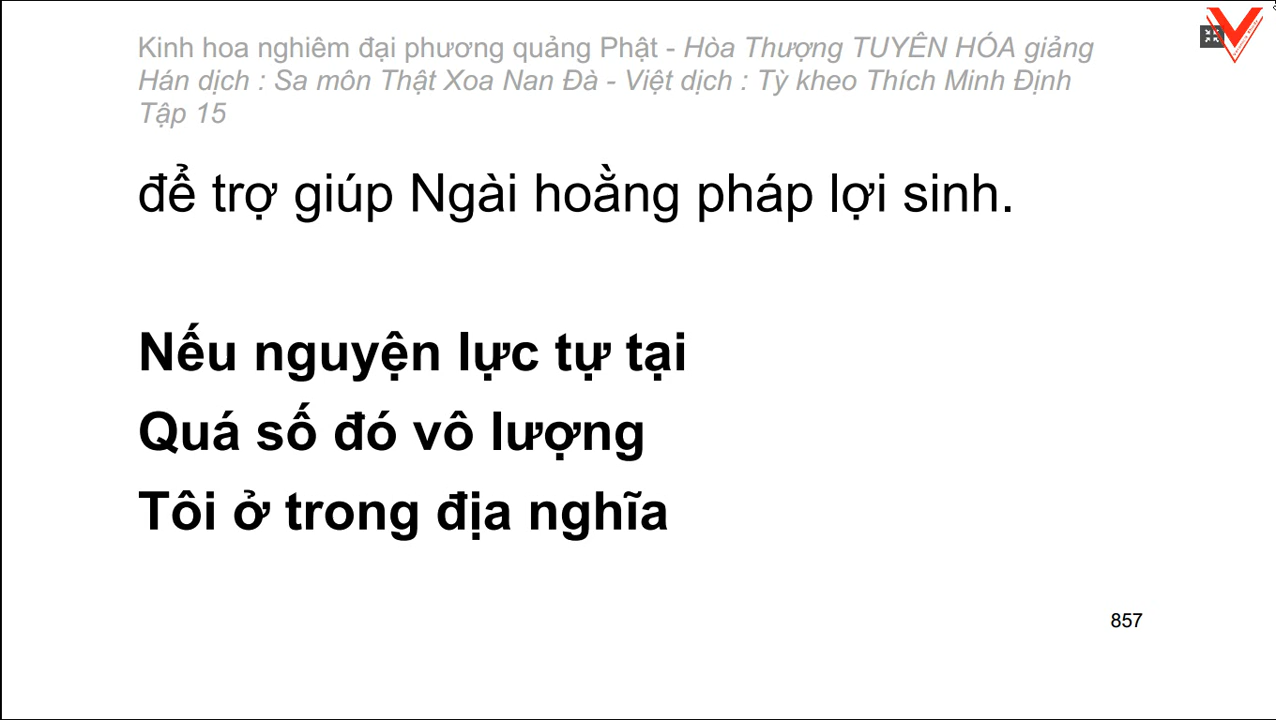 Kinh hoa nghiêm đại phương quảng Phật - Hòa Thượng TUYÊN HÓA giảng
Hán dịch : Sa môn Thật Xoa Nan Đà - Việt dịch : Tỳ kheo Thích Minh Định
Tập 15
để trợ giúp Ngài hoằng pháp lợi sinh.
Nếu nguyện lực tự tại
Quá số đó vô lượng
Tôi ở trong địa nghĩa
857